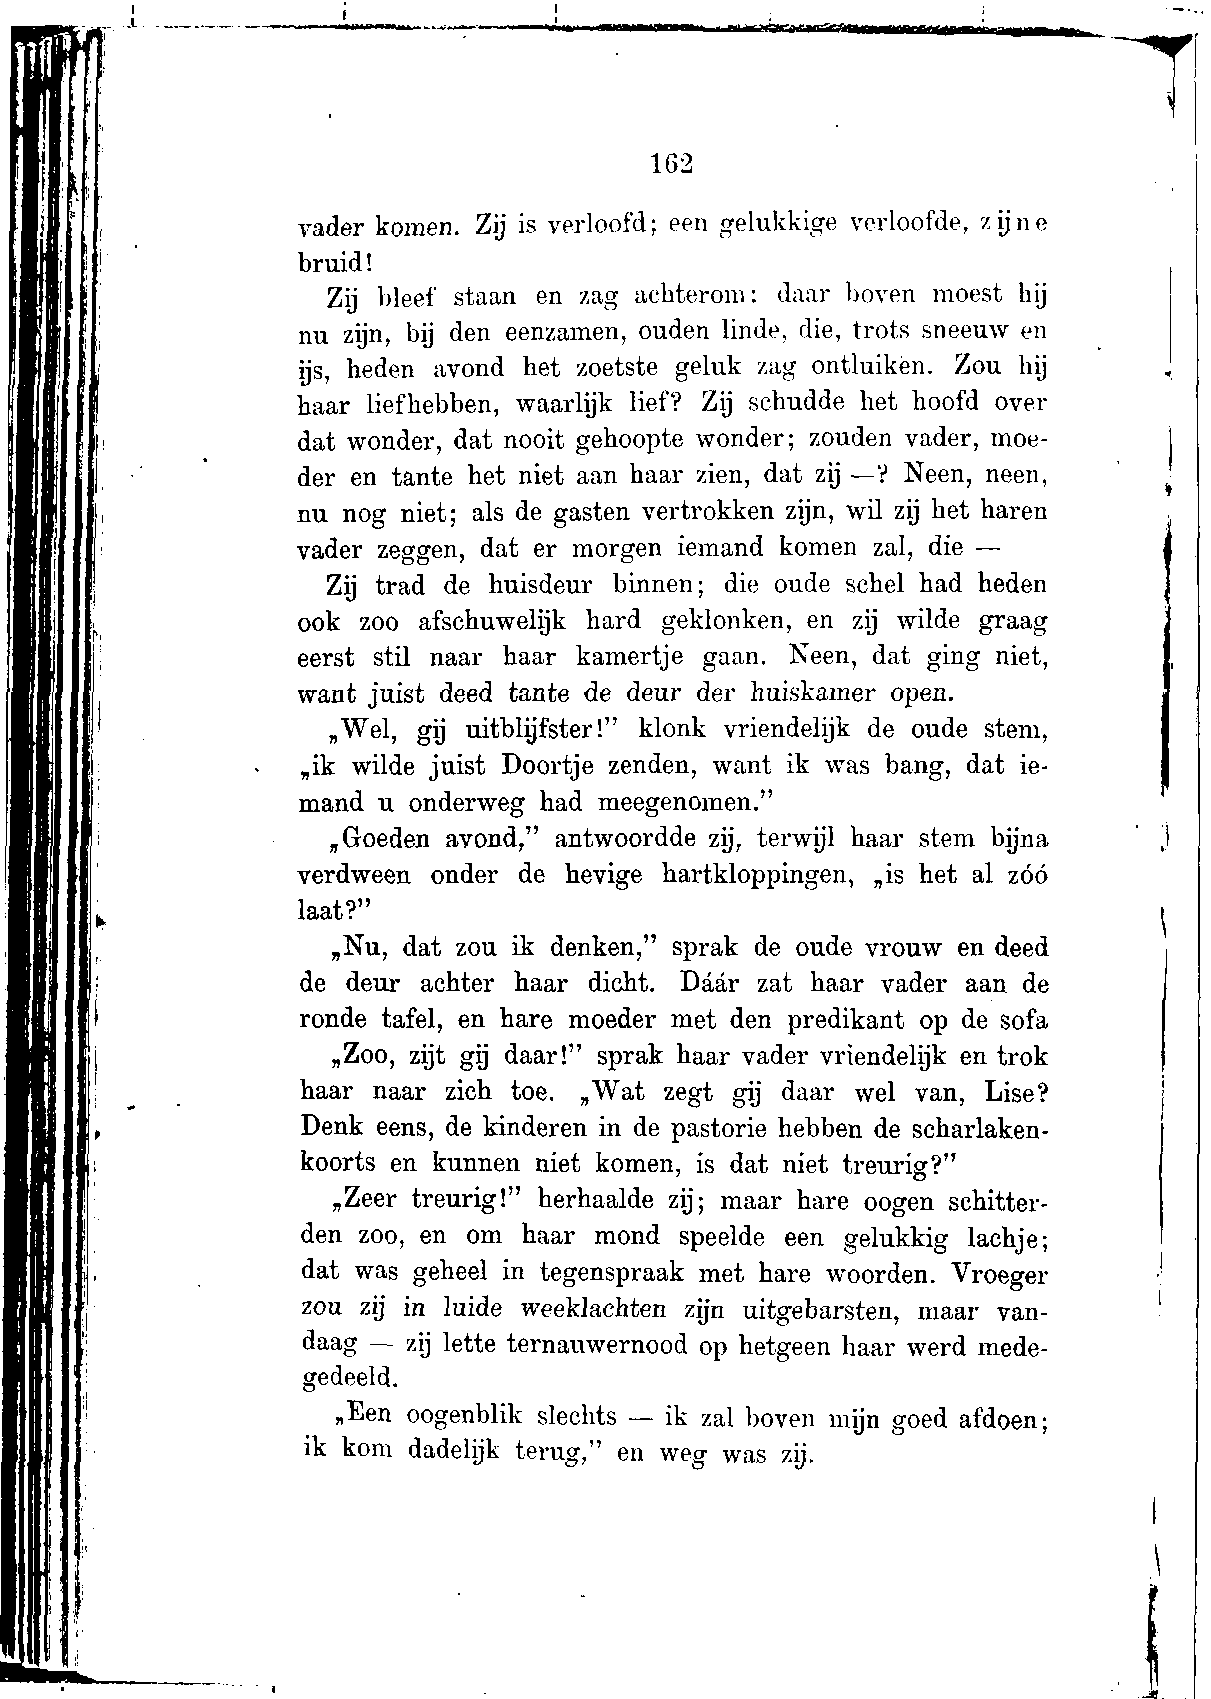 162
vader komen. Zij is verloofd; een gelukkige verloofde, zijne
bruid!
Zij bleef staan en zag achterom: daar boven moest hij
nu zijn, bij den eenzamen, ouden linde, die, trots sneeuw en
ijs, heden avond het zoetste geluk zag ontluiken. Zou hij
haar liefhebben, waarlijk lief? Zij schudde het hoofd over
dat wonder, dat nooit gehoopte wonder; zouden vader, moe-
der en tante het niet aan haar zien, dat zij —? Neen, neen,
nu nog niet; als de gasten vertrokken zijn, wil zij het haren
vader zeggen, dat er morgen iemand komen zal, die —
Zij trad de huisdeur binnen; die oude schel had heden
ook zoo afschuwelijk hard geklonken, en zij wilde graag
eerst stil naar haar kamertje gaan. Neen, dat ging niet,
want juist deed tante de deur der huiskamer open.
„Wel, gij uitblijfster!” klonk vriendelijk de oude stem,
„ik wilde juist Doortje zenden, want ik was bang, dat ie-
mand u onderweg had meegenomen.”
„Goeden avond,” antwoordde zij, terwijl haar stem bijna
verdween onder de hevige hartkloppingen, „is het al zóó
laat?”
„Nu, dat zou ik denken,” sprak de oude vrouw en deed
de deur achter haar dicht. Dáár zat haar vader aan de
ronde tafel, en hare moeder met den predikant op de sofa
„Zoo, zijt gij daar!” sprak haar vader vriendelijk en trok
haar naar zich toe. „Wat zegt gij daar wel van, Lise?
Denk eens, de kinderen in de pastorie hebben de scharlaken-
koorts en kunnen niet komen, is dat niet treurig?”
„Zeer treurig!” herhaalde zij; maar hare oogen schitter-
den zoo, en om haar mond speelde een gelukkig lachje;
dat was geheel in tegenspraak met hare woorden. Vroeger
zou zij in luide weeklachten zijn uitgebarsten, maar van-
daag — zij lette ternauwernood op hetgeen haar werd mede-
gedeeld.
„Een oogenblik slechts — ik zal boven mijn goed afdoen;
ik kom dadelijk terug,” en weg was zij.